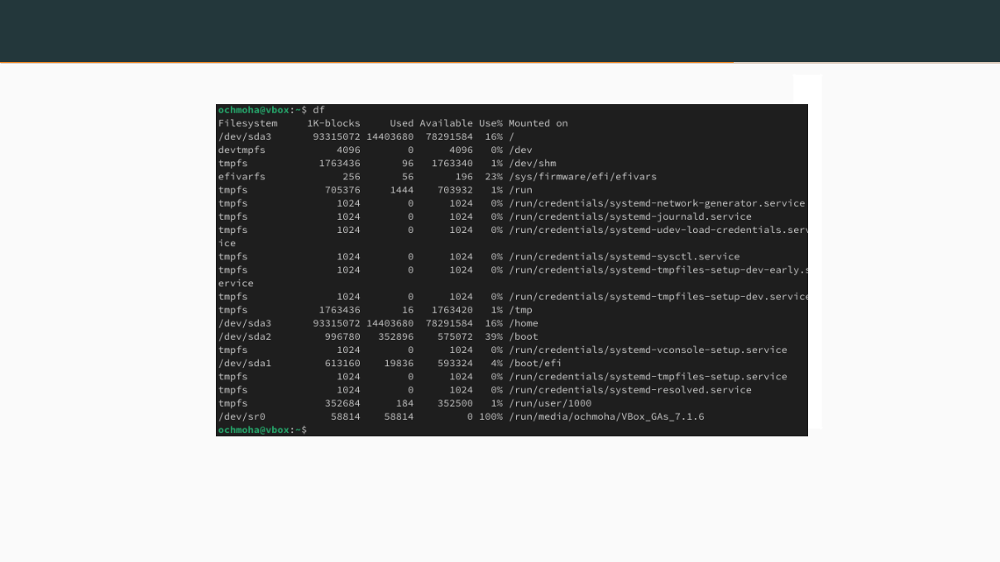 ochmoha@vbox:~$ df
Filesystem     1K-blocks     Used Available Use% Mounted on
/dev/sda3       93315072 14403680  78291584  16% /
devtmpfs            4096        0      4096   0% /dev
tmpfs            1763436       96   1763340   1% /dev/shm
efivarfs             256       56       196  23% /sys/firmware/efi/efivars
tmpfs             705376     1444    703932   1% /run
tmpfs               1024        0      1024   0% /run/credentials/systemd-network-generator.service
tmpfs               1024        0      1024   0% /run/credentials/systemd-journald.service
tmpfs               1024        0      1024   0% /run/credentials/systemd-udev-load-credentials.serv
ice
tmpfs               1024        0      1024   0% /run/credentials/systemd-sysctl.service
tmpfs               1024        0      1024   0% /run/credentials/systemd-tmpfiles-setup-dev-early.s
ervice
tmpfs               1024        0      1024   0% /run/credentials/systemd-tmpfiles-setup-dev.service
tmpfs            1763436       16   1763420   1% /tmp
/dev/sda3       93315072 14403680  78291584  16% /home
/dev/sda2         996780   352896    575072  39% /boot
tmpfs               1024        0      1024   0% /run/credentials/systemd-vconsole-setup.service
/dev/sda1         613160    19836    593324   4% /boot/efi
tmpfs               1024        0      1024   0% /run/credentials/systemd-tmpfiles-setup.service
tmpfs               1024        0      1024   0% /run/credentials/systemd-resolved.service
tmpfs             352684      184    352500   1% /run/user/1000
/dev/sr0           58814    58814         0 100% /run/media/ochmoha/VBox_GAs_7.1.6
ochmoha@vbox:~$